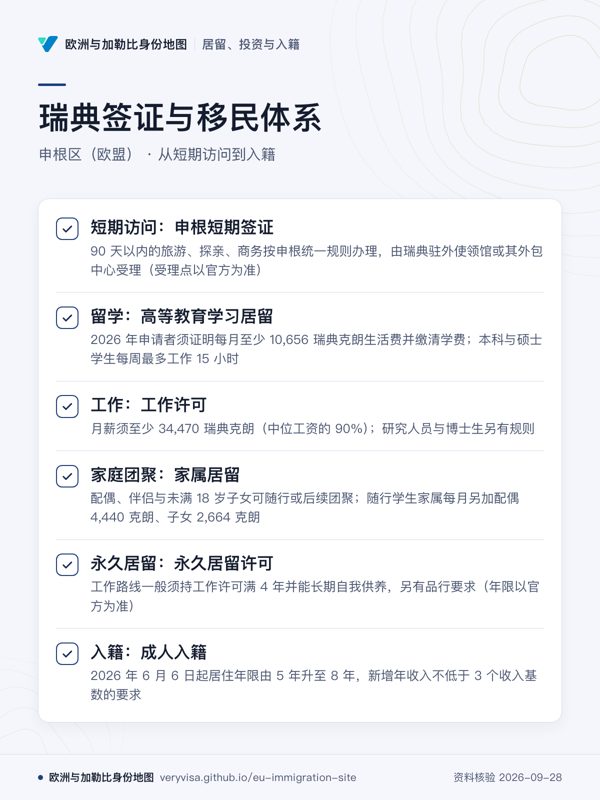 欧洲与加勒比身份地图 居留、投资与入籍
瑞典签证与移民体系
申根区（欧盟） · 从短期访问到入籍
短期访问：申根短期签证
90 天以内的旅游、探亲、商务按申根统一规则办理，由瑞典驻外使领馆或其外包
中心受理（受理点以官方为准）
留学：高等教育学习居留
2026 年申请者须证明每月至少 10,656 瑞典克朗生活费并缴清学费；本科与硕士
学生每周最多工作 15 小时
工作：工作许可
月薪须至少 34,470 瑞典克朗（中位工资的 90%）；研究人员与博士生另有规则
家庭团聚：家属居留
配偶、伴侣与未满 18 岁子女可随行或后续团聚；随行学生家属每月另加配偶
4,440 克朗、子女 2,664 克朗
永久居留：永久居留许可
工作路线一般须持工作许可满 4 年并能长期自我供养，另有品行要求（年限以官
方为准）
入籍：成人入籍
2026 年 6 月 6 日起居住年限由 5 年升至 8 年，新增年收入不低于 3 个收入基
数的要求
欧洲与加勒比身份地图 veryvisa.github.io/eu-immigration-site 资料核验 2026-09-28